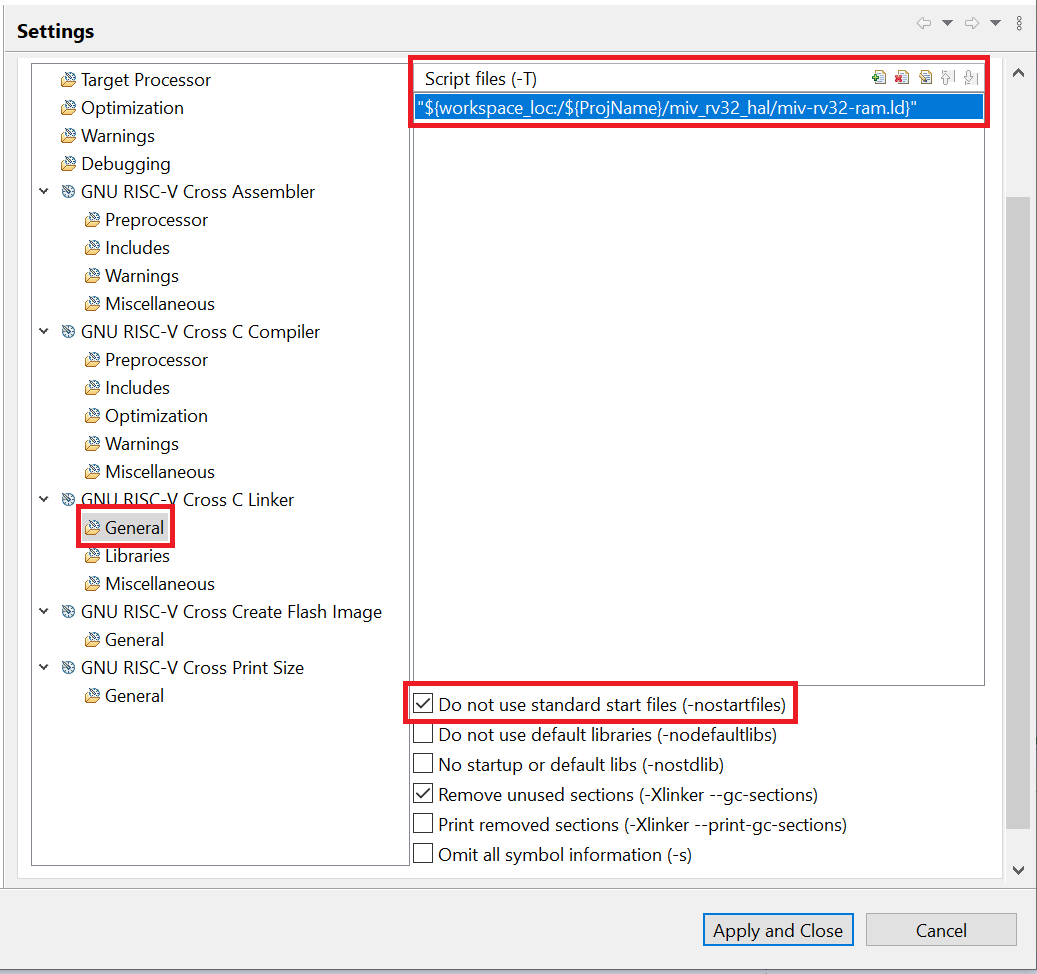 Settings
Target Processor
Optimization
Warnings
Debugging
GNU RISC-V Cross Assembler
Preprocessor
Includes
Warnings
Miscellaneous
GNU RISC-V Cross C Compiler
Preprocessor
Includes
Optimization
Warnings
Miscellaneous
GNU RISC-V Cross C Linker
General
Libraries
Miscellaneous
GNU RISC-V Cross Create Flash Image
General
GNU RISC-V Cross Print Size
General
Script files (-T)
"${workspace_loc:/${ProjName}/miv_rv32_hal/miv-rv32-ram.ld}"
Do not use standard start files (-nostartfiles)
Do not use default libraries (-nodefaultlibs)
No startup or default libs (-nostdlib)
Remove unused sections (-Xlinker --gc-sections)
Print removed sections (-Xlinker --print-gc-sections)
Omit all symbol information (-s)
Apply and Close
Cancel